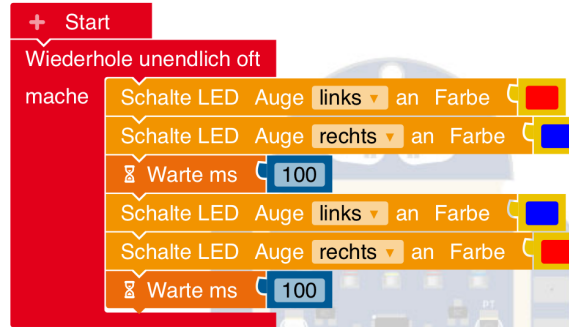 + Start
Wiederhole unendlich oft
mache Schalte LED Auge links an Farbe
Schalte LED Auge rechts an Farbe
Warte ms 100
Schalte LED Auge links an Farbe
Schalte LED Auge rechts an Farbe
Warte ms 100